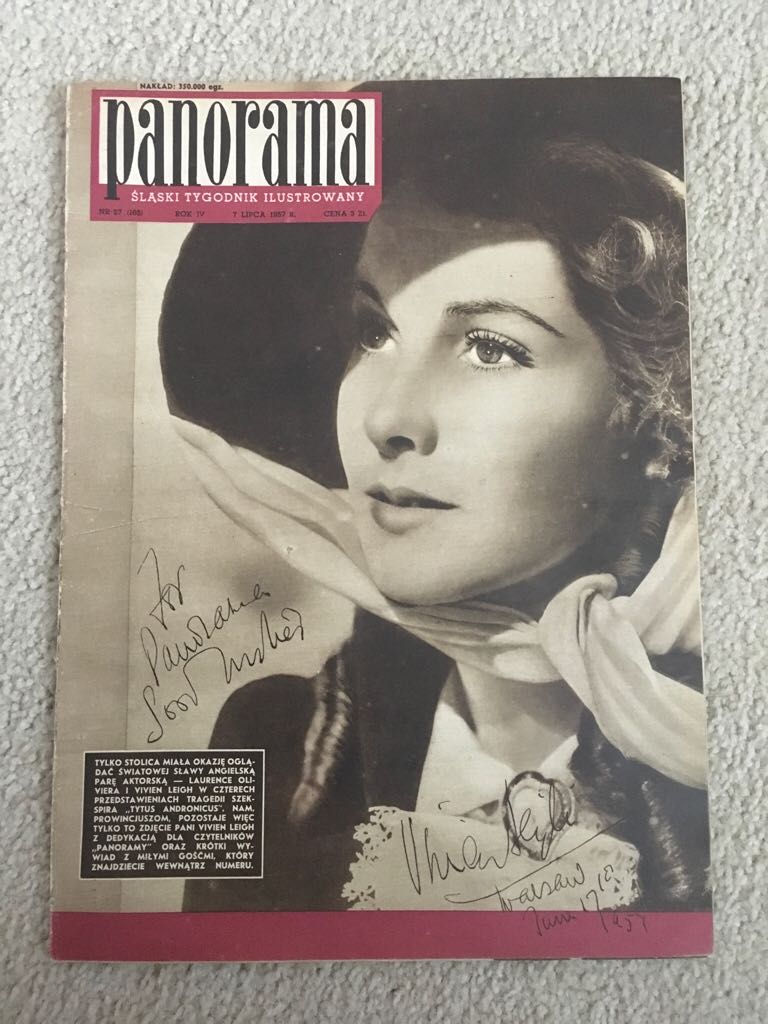 NAKŁAD: 350.000 egz.
panorama
ŚLĄSKI TYGODNIK ILUSTROWANY
NR 27 (165) ROK IV 7 LIPCA 1957 R. CENA 3 ZŁ
For
Panorama
Good Wishes
TYLKO STOLICA MIAŁA OKAZJĘ OGLĄ-
DAĆ ŚWIATOWEJ SŁAWY ANGIELSKĄ
PARĘ AKTORSKĄ — LAURENCE OLI-
VIERA I VIVIEN LEIGH W CZTERECH
PRZEDSTAWIENIACH TRAGEDII SZEK-
SPIRA „TYTUS ANDRONICUS”. NAM,
PROWINCJUSZOM, POZOSTAJE WIĘC
TYLKO TO ZDJĘCIE PANI VIVIEN LEIGH
Z DEDYKACJĄ DLA CZYTELNIKÓW
„PANORAMY” ORAZ KRÓTKI WY-
WIAD Z MIŁYMI GOŚĆMI, KTÓRY
ZNAJDZIECIE WEWNĄTRZ NUMERU.
Vivien Leigh
Warsaw
June 1957